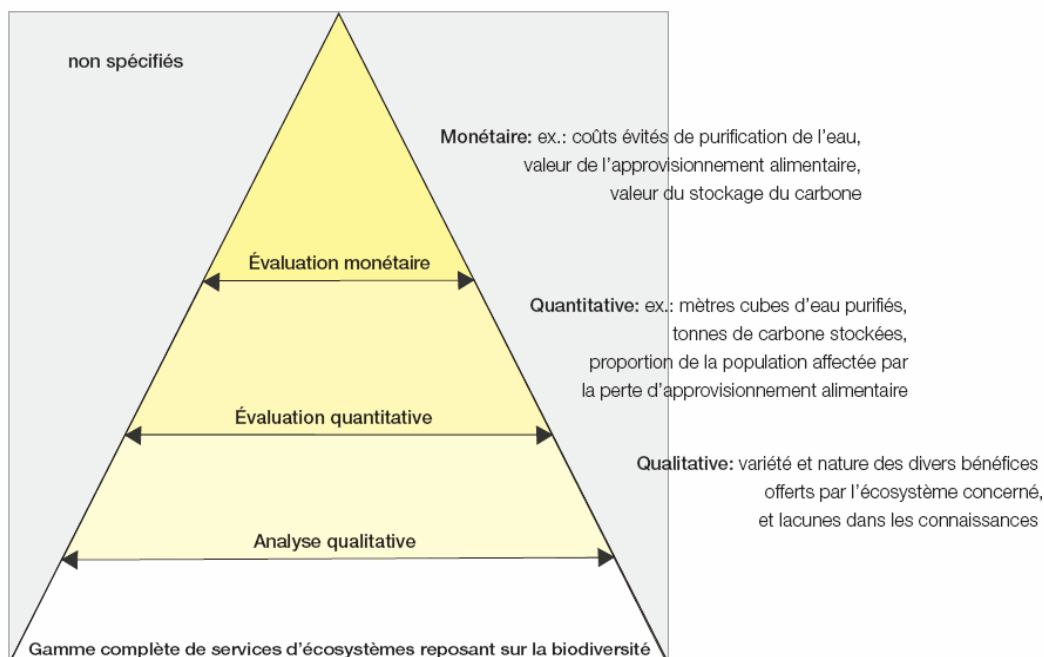 non spécifiés
Monétaire: ex.: coûts évités de purification de l'eau,
valeur de l'approvisionnement alimentaire,
valeur du stockage du carbone
Évaluation monétaire
Quantitative: ex.: mètres cubes d'eau purifiés,
tonnes de carbone stockées,
proportion de la population affectée par
la perte d'approvisionnement alimentaire
Évaluation quantitative
Qualitative: variété et nature des divers bénéfices
offerts par l'écosystème concerné,
et lacunes dans les connaissances
Analyse qualitative
Gamme complète de services d'écosystèmes reposant sur la biodiversité